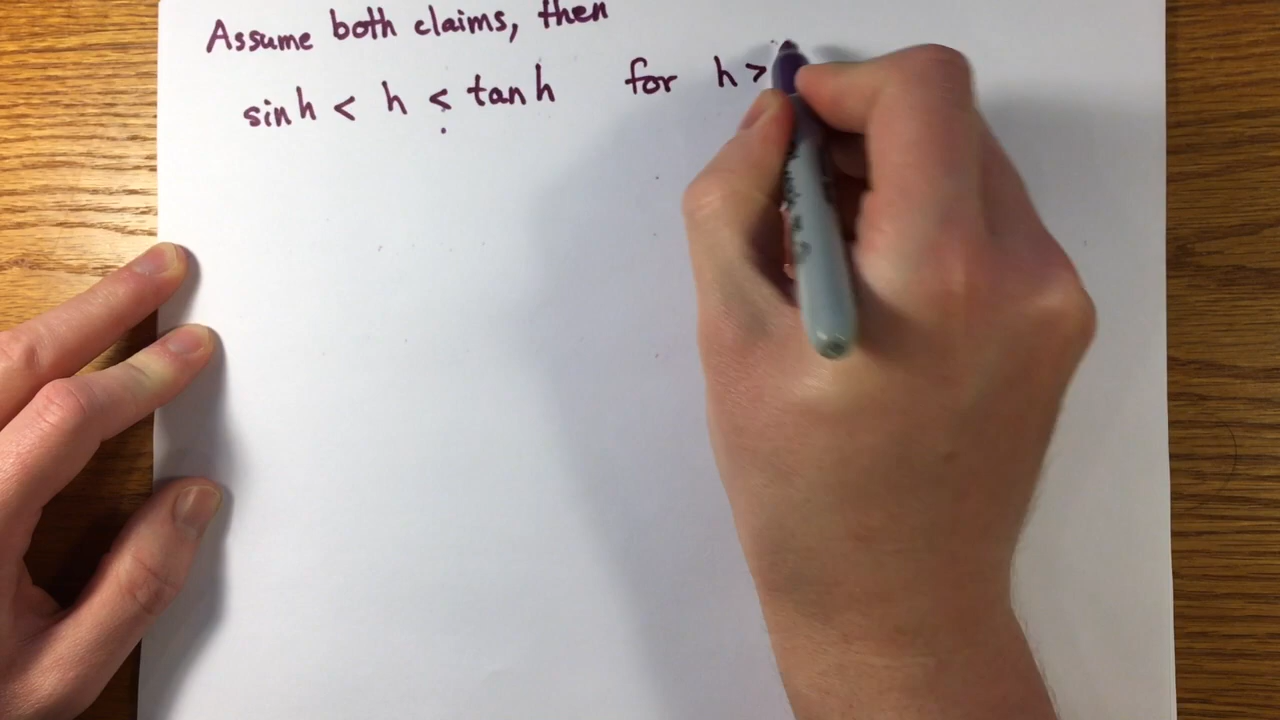 Assume both claims, then
sin h < h < tan h for h >